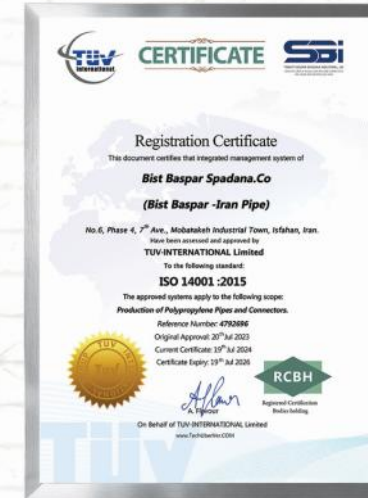 TÜV
International
CERTIFICATE
SBi
Registration Certificate
This document certifies that integrated management system of
Bist Baspar Spadana.Co
(Bist Baspar -Iran Pipe)
No.6, Phase 4, 7th Ave., Mobarakeh Industrial Town, Isfahan, Iran.
Have been assessed and approved by
TUV-INTERNATIONAL Limited
To the following standard:
ISO 14001 :2015
The approved systems apply to the following scope:
Production of Polypropylene Pipes and Connectors.
Reference Number: 4792696
Original Approval: 20th Jul 2023
Current Certificate: 19th Jul 2024
Certificate Expiry: 19th Jul 2026
RCBH
Registered Certification
Bodies holding
On Behalf of TUV-INTERNATIONAL Limited
TÜV